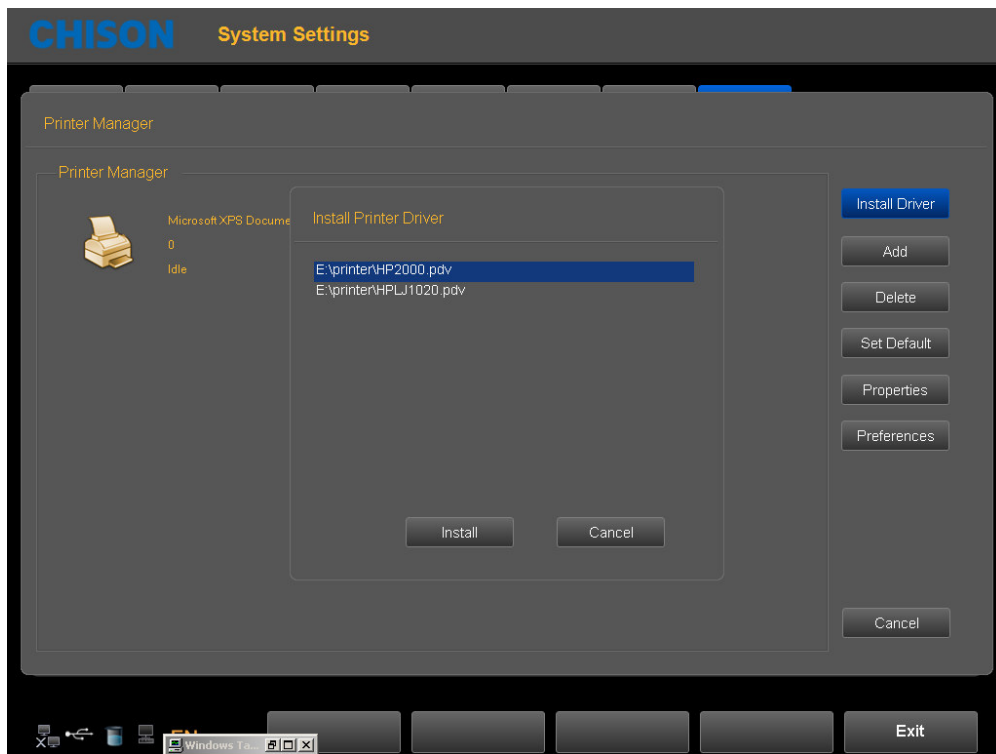 CHISON
System Settings
Printer Manager
Printer Manager
Microsoft XPS Docume
0
Idle
Install Printer Driver
E:\printer\HP2000.pdv
E:\printer\HPLJ1020.pdv
Install
Cancel
Install Driver
Add
Delete
Set Default
Properties
Preferences
Cancel
Windows Ta...
Exit